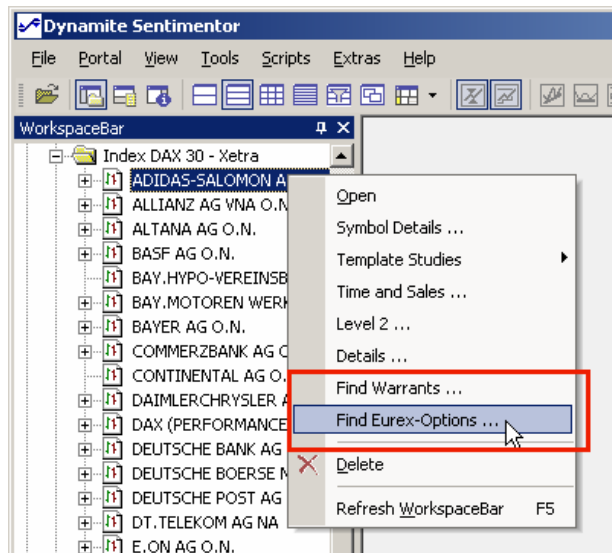 Dynamite Sentimentor
File Portal View Tools Scripts Extras Help
WorkspaceBar
Index DAX 30 - Xetra
ADIDAS-SALOMON A
ALLIANZ AG VNA O.N
ALTANA AG O.N.
BASF AG O.N.
BAY.HYPO-VEREINSB
BAY.MOTOREN WERK
BAYER AG O.N.
COMMERZBANK AG O
CONTINENTAL AG O.
DAIMLERCHRYSLER A
DAX (PERFORMANCE
DEUTSCHE BANK AG
DEUTSCHE BOERSE N
DEUTSCHE POST AG
DT.TELEKOM AG NA
E.ON AG O.N.
Open
Symbol Details ...
Template Studies
Time and Sales ...
Level 2 ...
Details ...
Find Warrants ...
Find Eurex-Options ...
Delete
Refresh WorkspaceBar F5